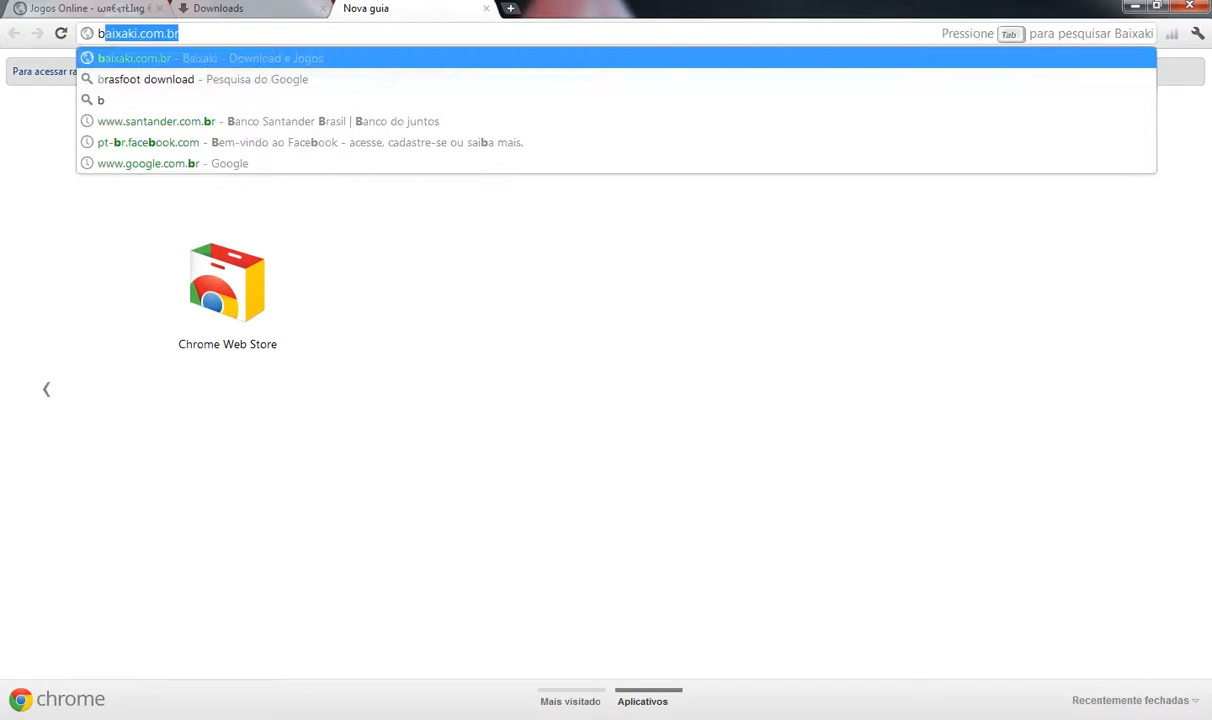 Jogos Online - ωя€ѕтŁιng €
Downloads
Nova guia
baixaki.com.br
Pressione Tab para pesquisar Baixaki
baixaki.com.br - Baixaki - Download e Jogos
Para acessar ra
brasfoot download - Pesquisa do Google
b
www.santander.com.br - Banco Santander Brasil | Banco do juntos
pt-br.facebook.com - Bem-vindo ao Facebook - acesse, cadastre-se ou saiba mais.
www.google.com.br - Google
Chrome Web Store
chrome
Mais visitado
Aplicativos
Recentemente fechadas